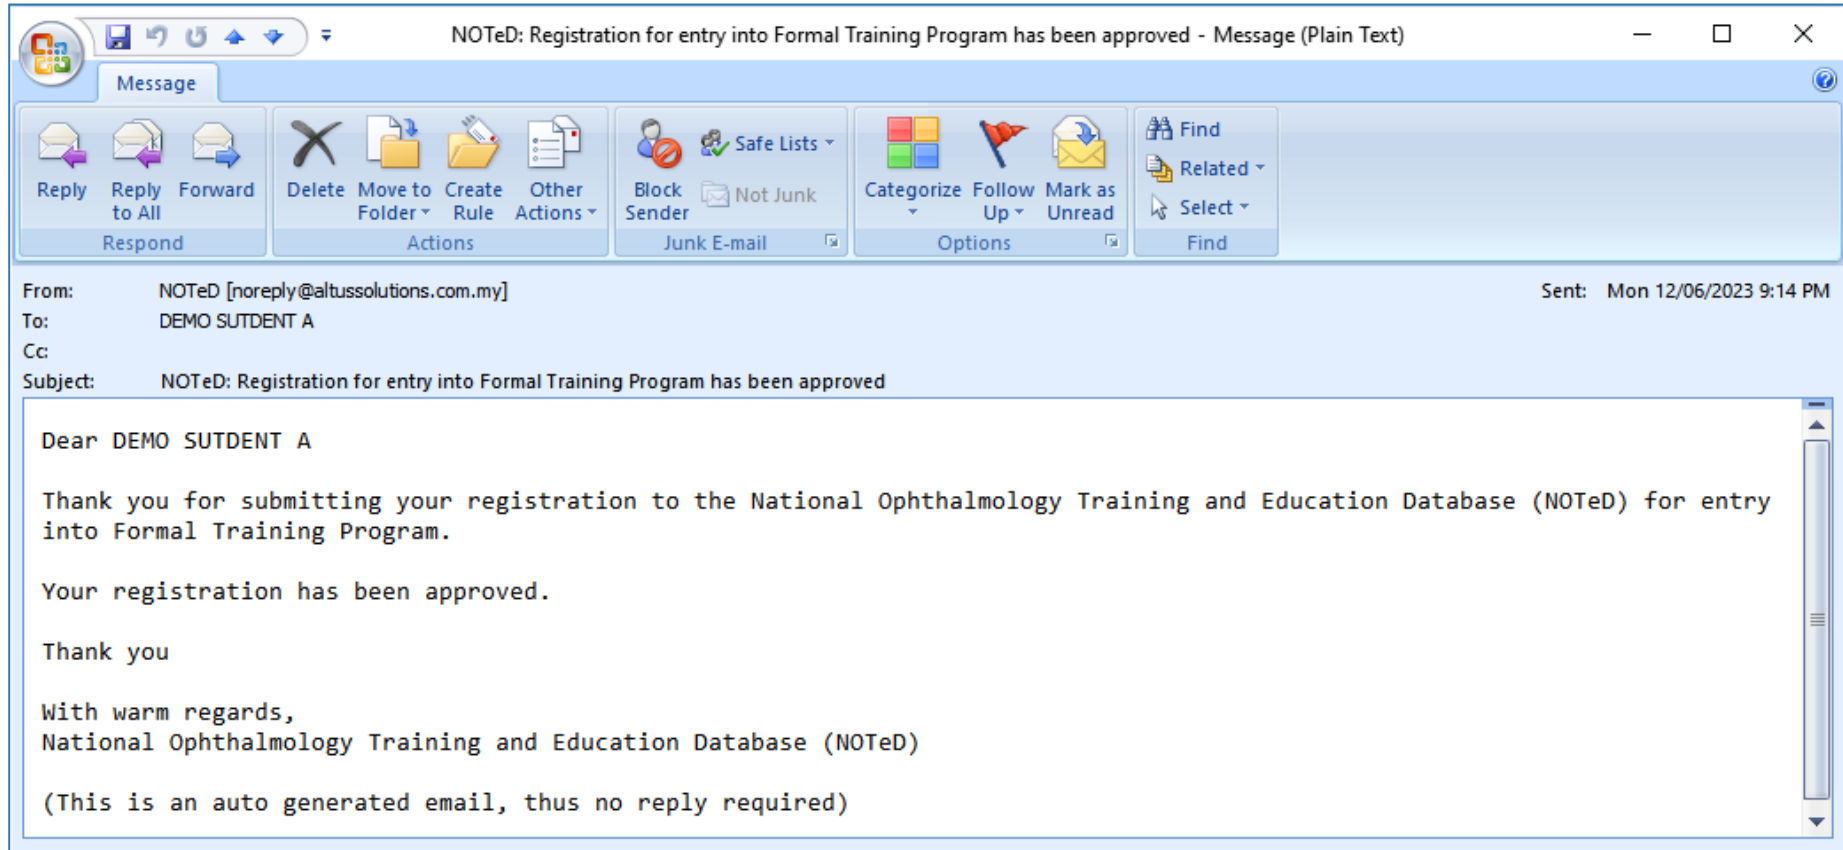 NOTeD: Registration for entry into Formal Training Program has been approved - Message (Plain Text)
Message
Reply
Reply to All
Forward
Respond
Delete
Move to Folder
Create Rule
Other Actions
Actions
Block Sender
Safe Lists
Not Junk
Junk E-mail
Categorize
Follow Up
Mark as Unread
Options
Find
Related
Select
Find
From: NOTeD [noreply@altussolutions.com.my]
Sent: Mon 12/06/2023 9:14 PM
To: DEMO SUTDENT A
Cc:
Subject: NOTeD: Registration for entry into Formal Training Program has been approved
Dear DEMO SUTDENT A
Thank you for submitting your registration to the National Ophthalmology Training and Education Database (NOTeD) for entry
into Formal Training Program.
Your registration has been approved.
Thank you
With warm regards,
National Ophthalmology Training and Education Database (NOTeD)
(This is an auto generated email, thus no reply required)